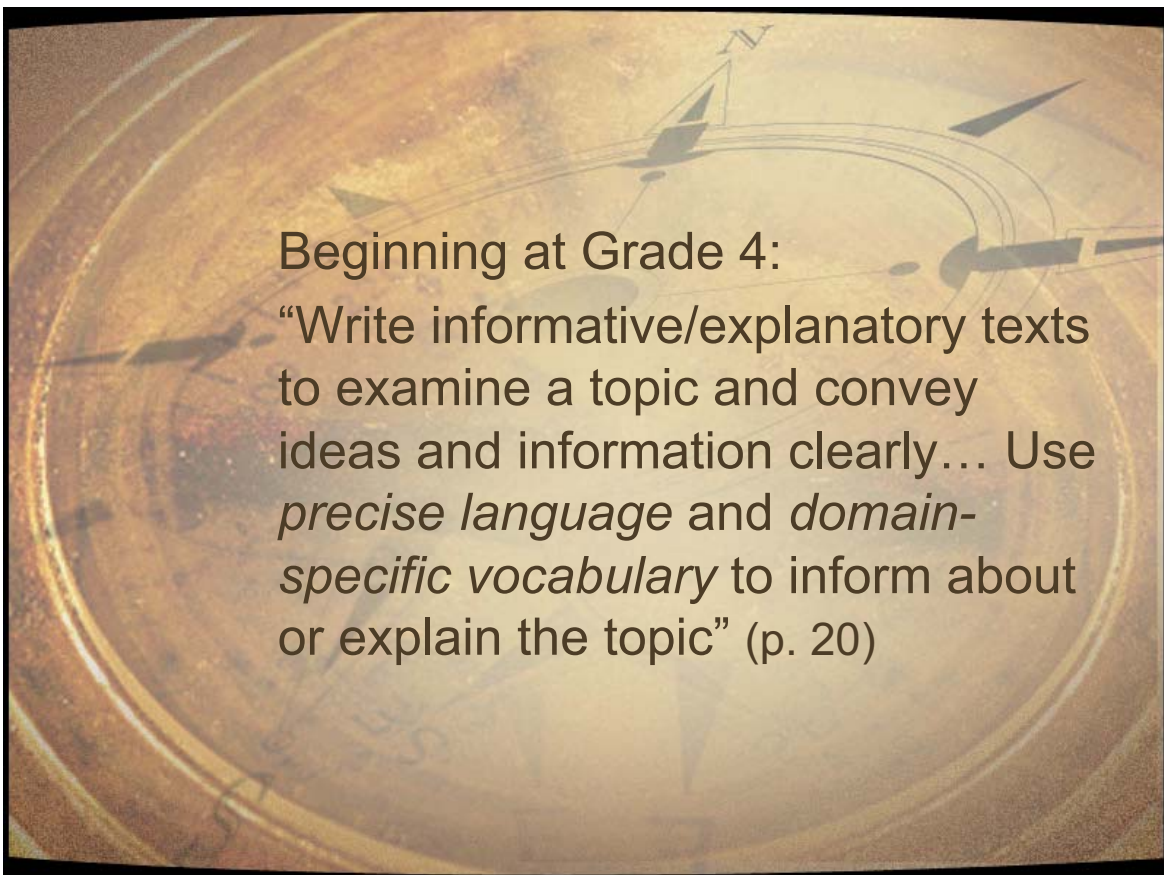 N
Beginning at Grade 4:
“Write informative/explanatory texts
to examine a topic and convey
ideas and information clearly… Use
precise language and domain-
specific vocabulary to inform about
or explain the topic” (p. 20)